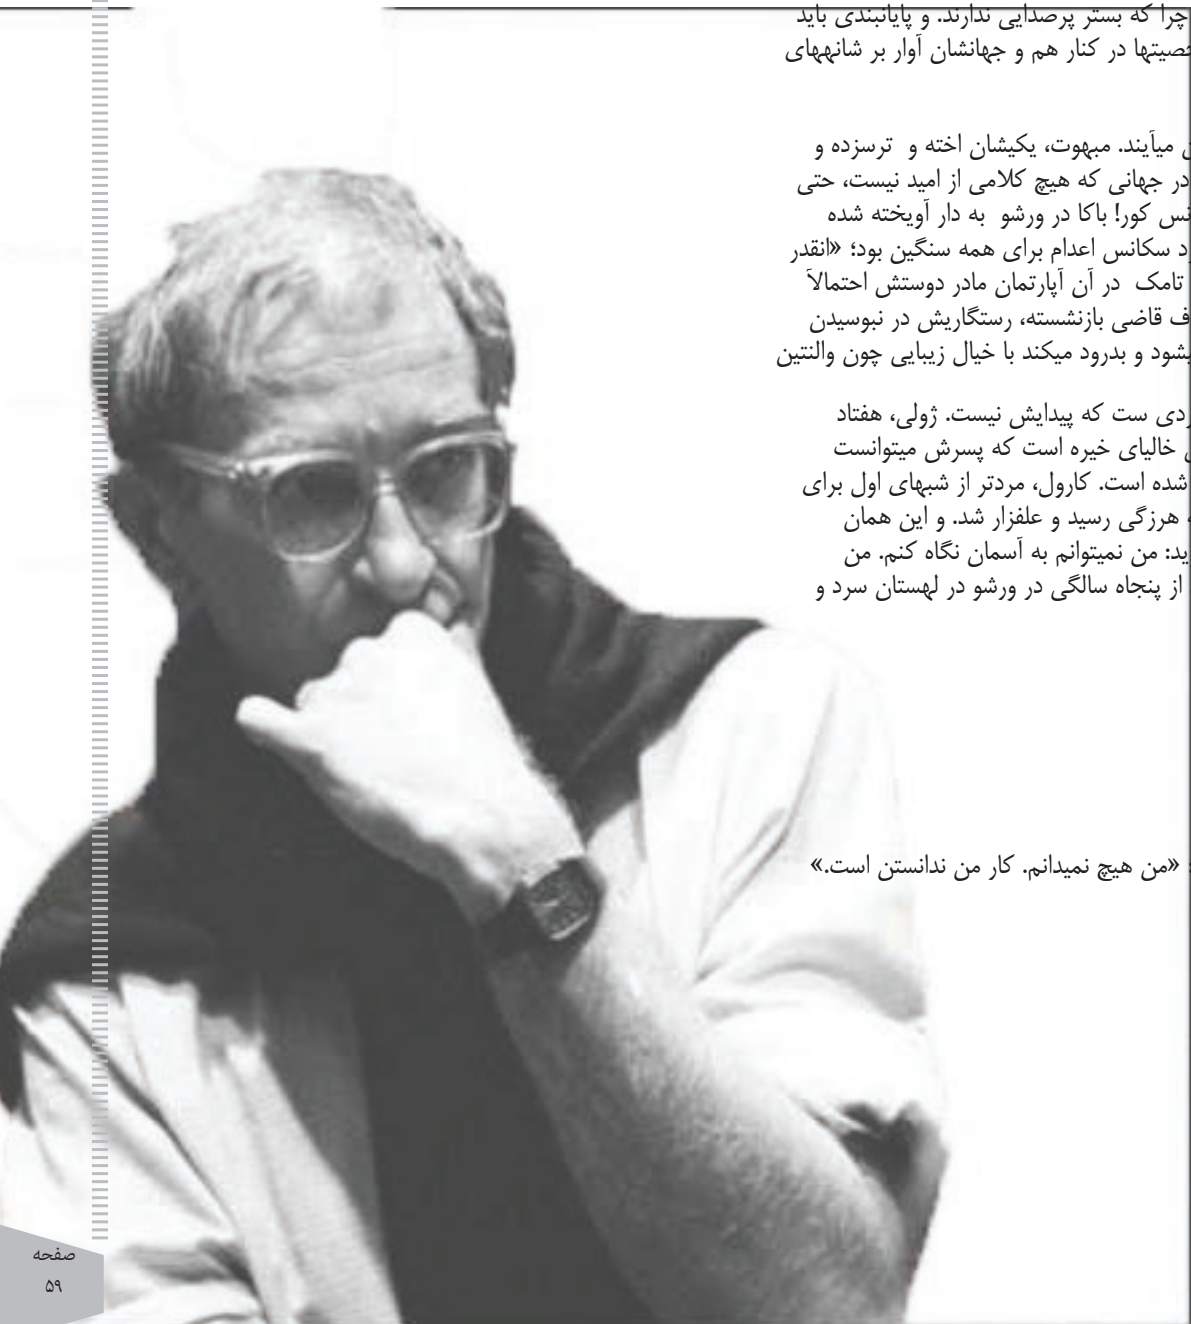 چرا که بستر پرصدایی ندارند. و پایانبندی باید
صیتها در کنار هم و جهانشان آوار بر شانههای
میآیند. مبهوت، یکیشان اخته و ترسزده و
در جهانی که هیچ کلامی از امید نیست، حتی
نس کور! باکا در ورشو به دار آویخته شده
د سکانس اعدام برای همه سنگین بود؛ «انقدر
تامک در آن آپارتمان مادر دوستش احتمالاً
ف قاضی بازنشسته، رستگاریش در نبوسیدن
شود و بدرود میکند با خیال زیبایی چون والنتین
دی ست که پیدایش نیست. ژولی، هفتاد
خالیای خیره است که پسرش میتوانست
شده است. کارول، مردتر از شبهای اول برای
هرزگی رسید و علفزار شد. و این همان
ید: من نمیتوانم به آسمان نگاه کنم. من
از پنجاه سالگی در ورشو در لهستان سرد و
«من هیچ نمیدانم. کار من ندانستن است.»
صفحه
۵۹